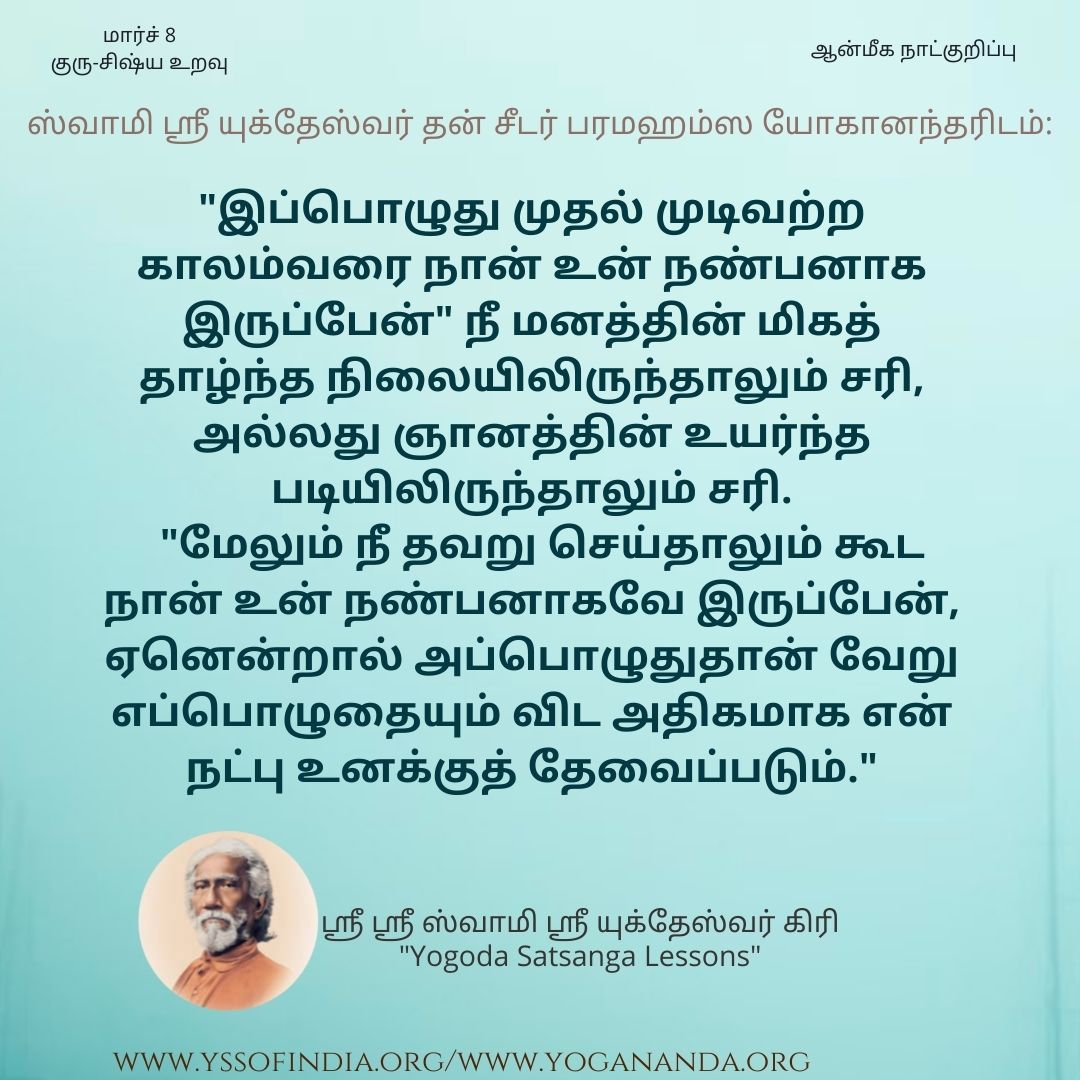 மார்ச் 8
குரு-சிஷ்ய உறவு
ஆன்மீக நாட்குறிப்பு
ஸ்வாமி ஸ்ரீ யுக்தேஸ்வர் தன் சீடர் பரமஹம்ஸ யோகானந்தரிடம்:
"இப்பொழுது முதல் முடிவற்ற
காலம்வரை நான் உன் நண்பனாக
இருப்பேன்" நீ மனத்தின் மிகத்
தாழ்ந்த நிலையிலிருந்தாலும் சரி,
அல்லது ஞானத்தின் உயர்ந்த
படியிலிருந்தாலும் சரி.
"மேலும் நீ தவறு செய்தாலும் கூட
நான் உன் நண்பனாகவே இருப்பேன்,
ஏனென்றால் அப்பொழுதுதான் வேறு
எப்பொழுதையும் விட அதிகமாக என்
நட்பு உனக்குத் தேவைப்படும்."
ஸ்ரீ ஸ்ரீ ஸ்வாமி ஸ்ரீ யுக்தேஸ்வர் கிரி
"Yogoda Satsanga Lessons"
WWW.YSSOFINDIA.ORG/WWW.YOGANANDA.ORG